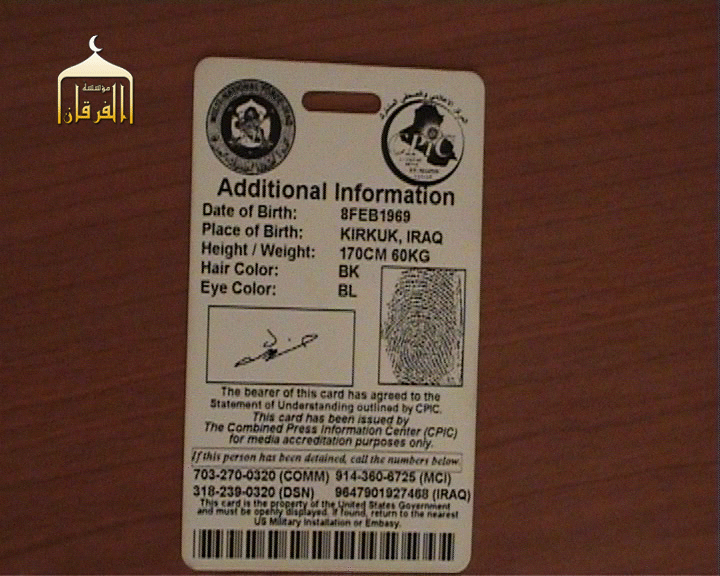 مؤسسة
الفرقان
MULTI-NATIONAL FORCE-IRAQ
CPIC
Additional Information
Date of Birth: 8FEB1969
Place of Birth: KIRKUK, IRAQ
Height / Weight: 170CM 60KG
Hair Color: BK
Eye Color: BL
The bearer of this card has agreed to the
Statement of Understanding outlined by CPIC.
This card has been issued by
The Combined Press Information Center (CPIC)
for media accreditation purposes only.
If this person has been detained, call the numbers below.
703-270-0320 (COMM) 914-360-6725 (MCI)
318-239-0320 (DSN) 9647901927468 (IRAQ)
This card is the property of the United States Government
and must be openly displayed. If found, return to the nearest
US Military Installation or Embassy.